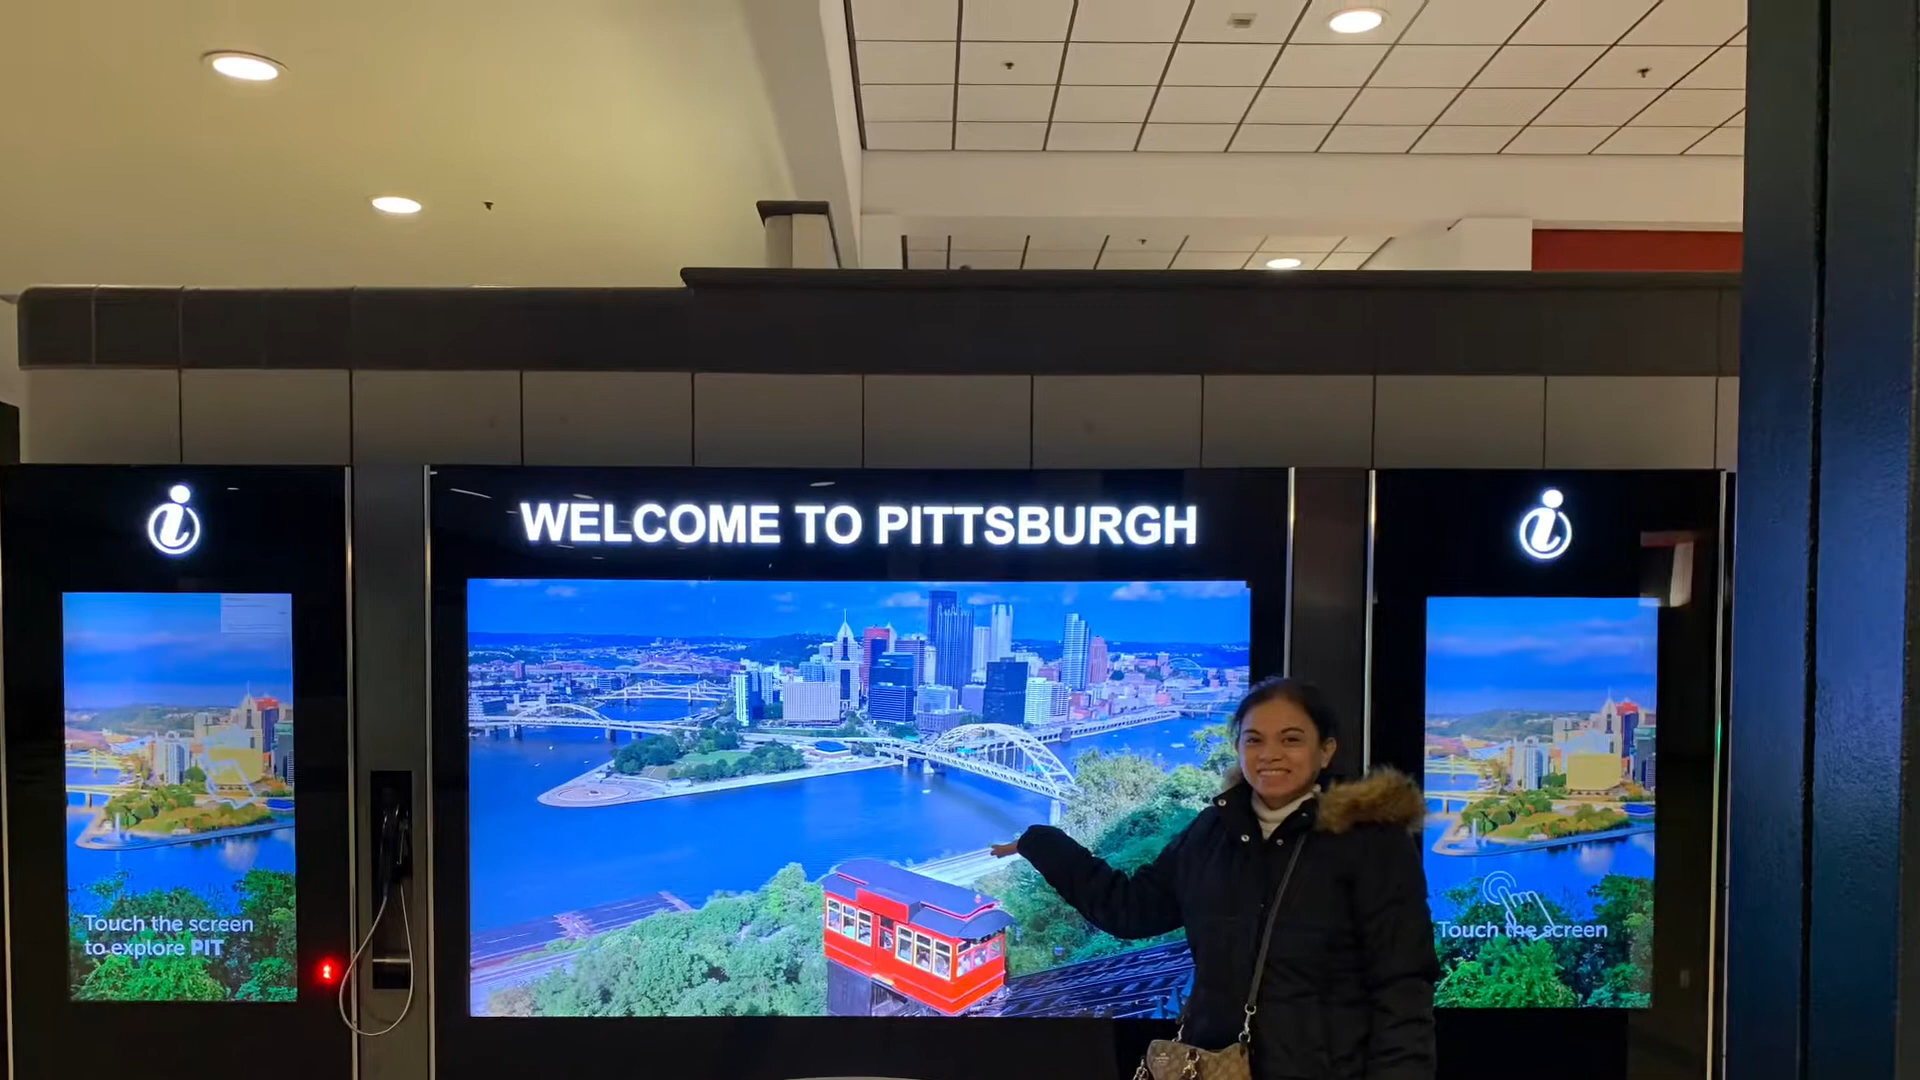 i
WELCOME TO PITTSBURGH
i
Touch the screen
to explore PIT
Touch the screen